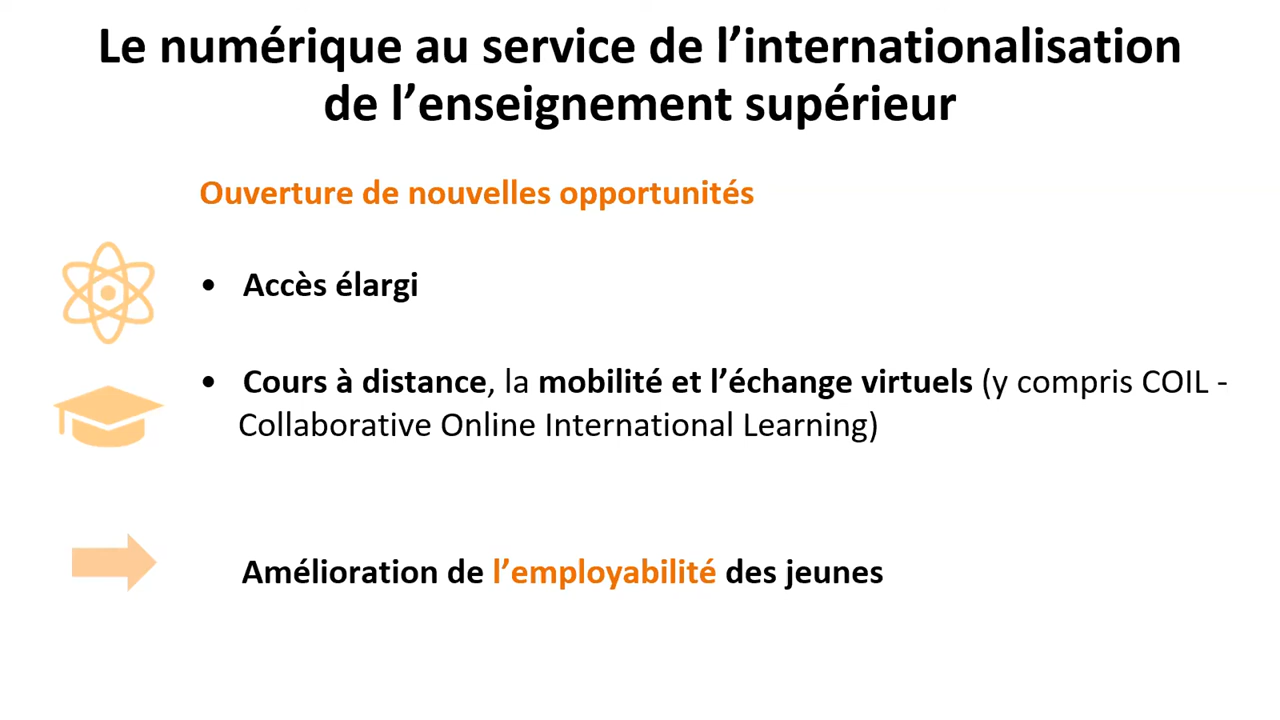 Le numérique au service de l’internationalisation
de l’enseignement supérieur
Ouverture de nouvelles opportunités
• Accès élargi
• Cours à distance, la mobilité et l’échange virtuels (y compris COIL -
Collaborative Online International Learning)
Amélioration de l’employabilité des jeunes